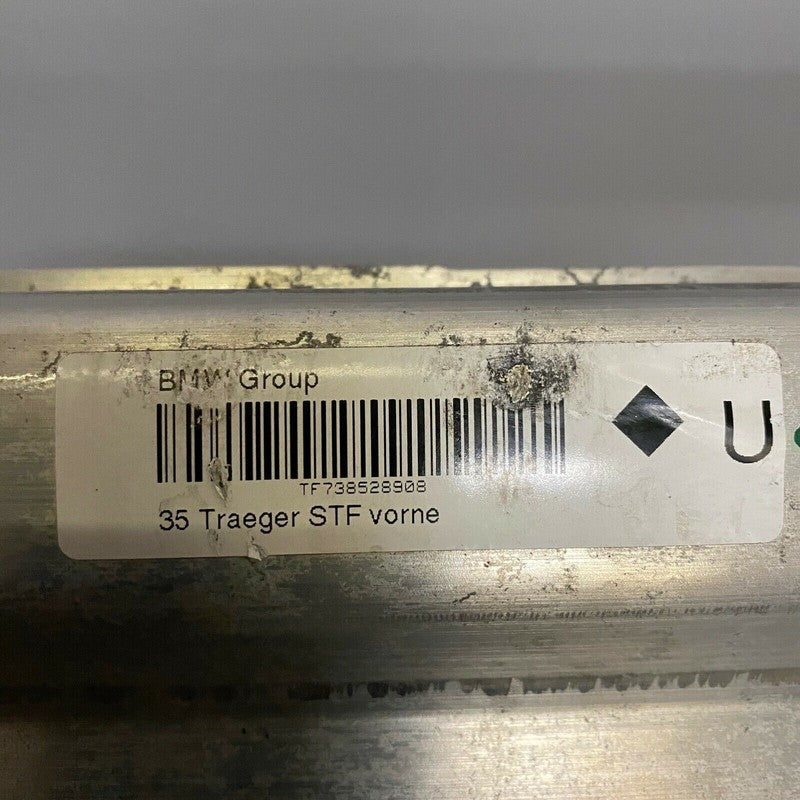 BMW Group
U
TF738528908
35 Traeger STF vorne